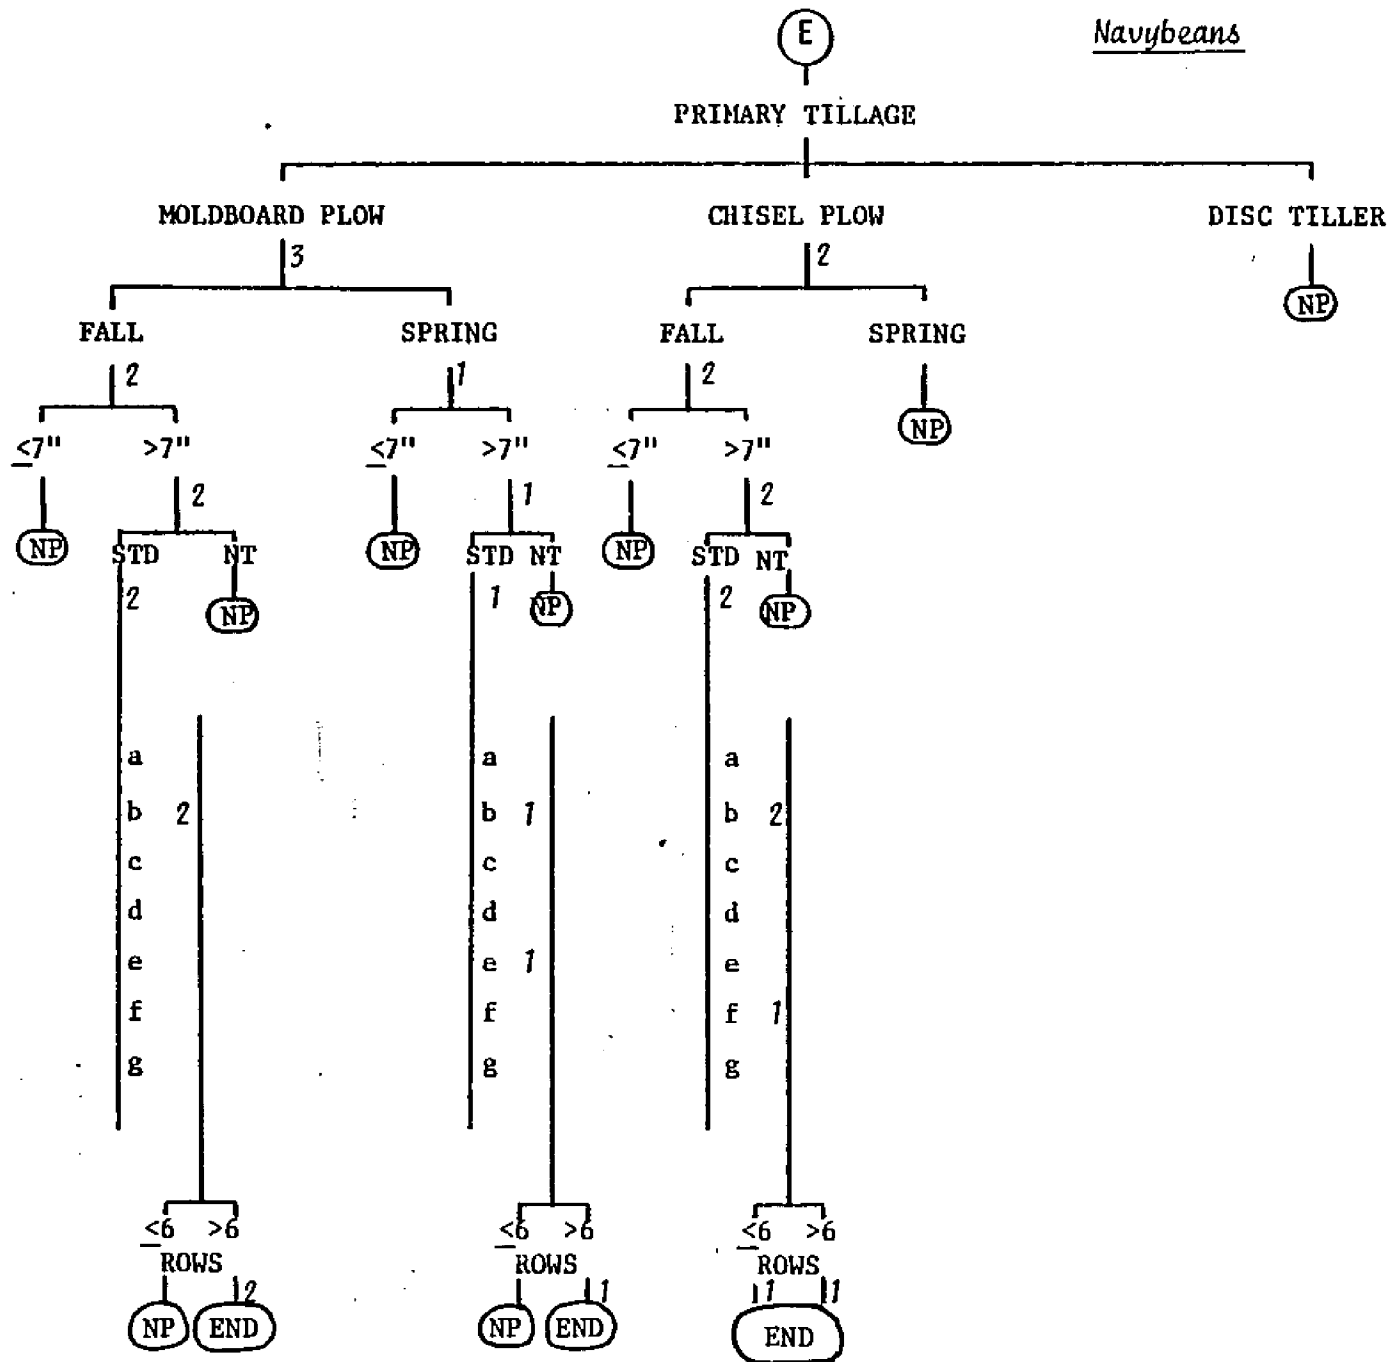 E Navybeans
PRIMARY TILLAGE
MOLDBOARD PLOW CHISEL PLOW DISC TILLER
3 2
NP
FALL SPRING FALL SPRING
2 1 2
NP
≤7" >7" ≤7" >7" ≤7" >7"
2 1 2
NP STD NT NP STD NT NP STD NT
2 NP 1 NP 2 NP
a a a
b 2 b 1 b 2
c c c
d d d
e e 1 e
f f f 1
g g g
≤6 >6 ≤6 >6 ≤6 >6
ROWS ROWS ROWS
2 1 1 1
NP END NP END END